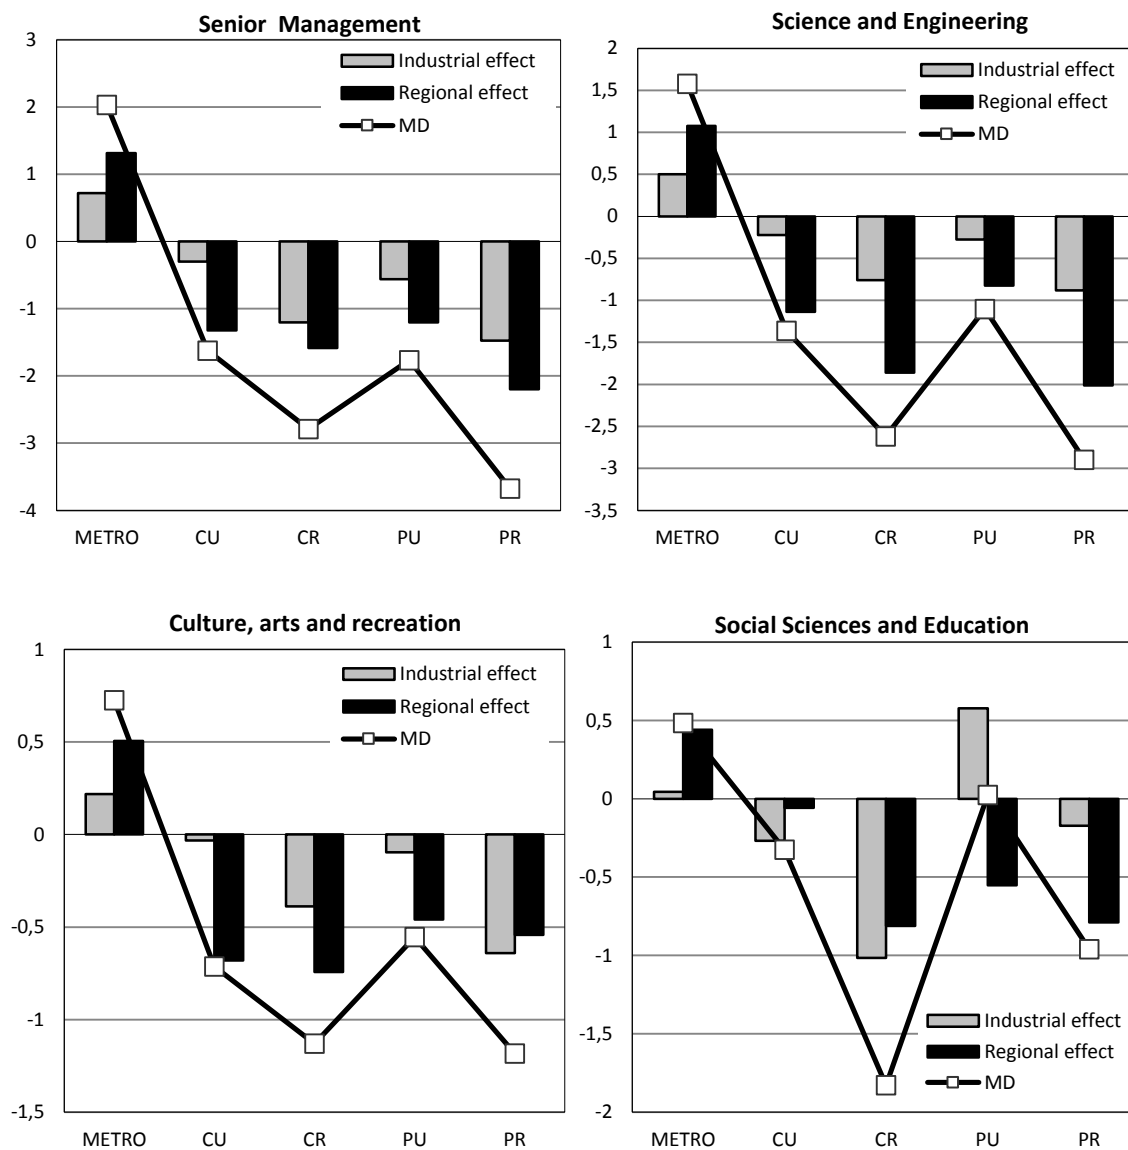 Senior Management
3
2
1
0
-1
-2
-3
-4
Industrial effect
Regional effect
MD
METRO CU CR PU PR
Science and Engineering
2
1,5
1
0,5
0
-0,5
-1
-1,5
-2
-2,5
-3
-3,5
Industrial effect
Regional effect
MD
METRO CU CR PU PR
Culture, arts and recreation
1
0,5
0
-0,5
-1
-1,5
Industrial effect
Regional effect
MD
METRO CU CR PU PR
Social Sciences and Education
1
0,5
0
-0,5
-1
-1,5
-2
Industrial effect
Regional effect
MD
METRO CU CR PU PR